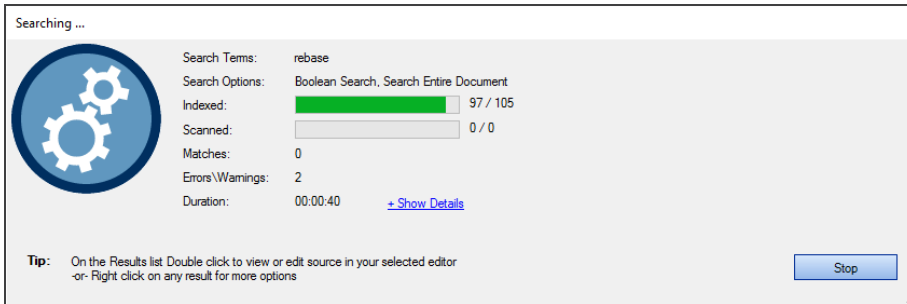 Searching ...
Search Terms: rebase
Search Options: Boolean Search, Search Entire Document
Indexed: 97 / 105
Scanned: 0 / 0
Matches: 0
Errors\Warnings: 2
Duration: 00:00:40 + Show Details
Tip: On the Results list Double click to view or edit source in your selected editor
-or- Right click on any result for more options
Stop